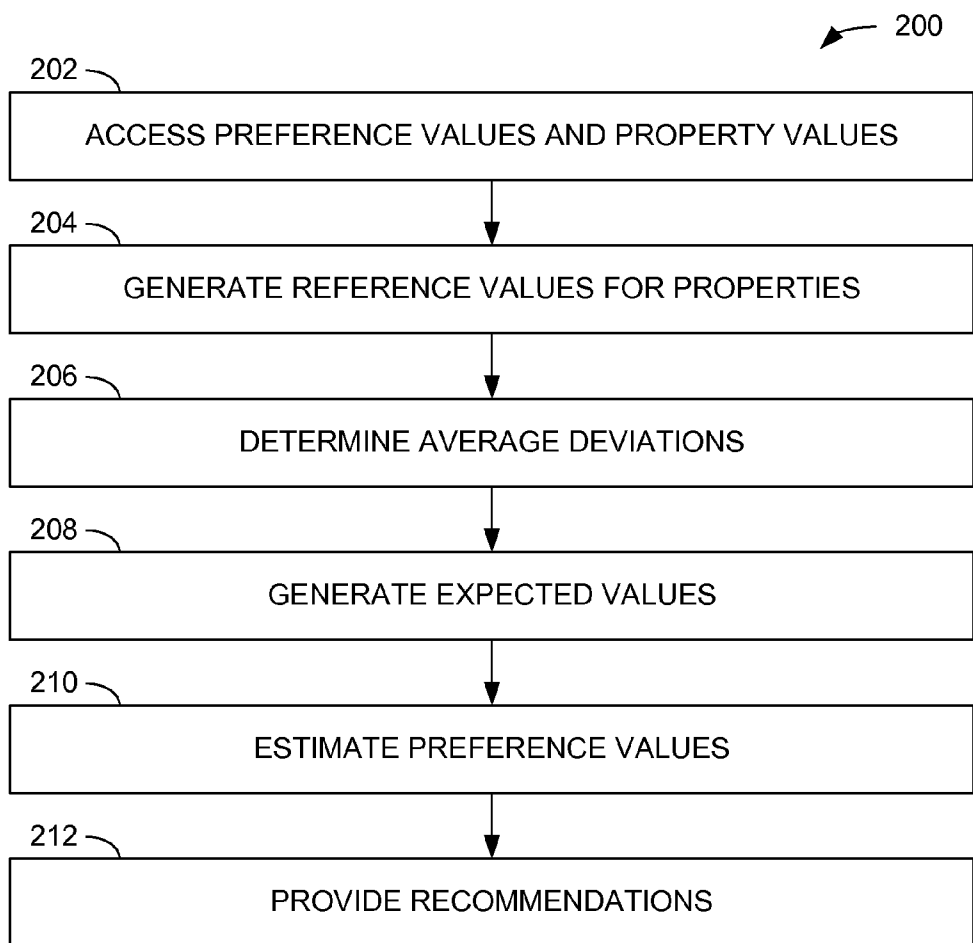 200
202
ACCESS PREFERENCE VALUES AND PROPERTY VALUES
204
GENERATE REFERENCE VALUES FOR PROPERTIES
206
DETERMINE AVERAGE DEVIATIONS
208
GENERATE EXPECTED VALUES
210
ESTIMATE PREFERENCE VALUES
212
PROVIDE RECOMMENDATIONS